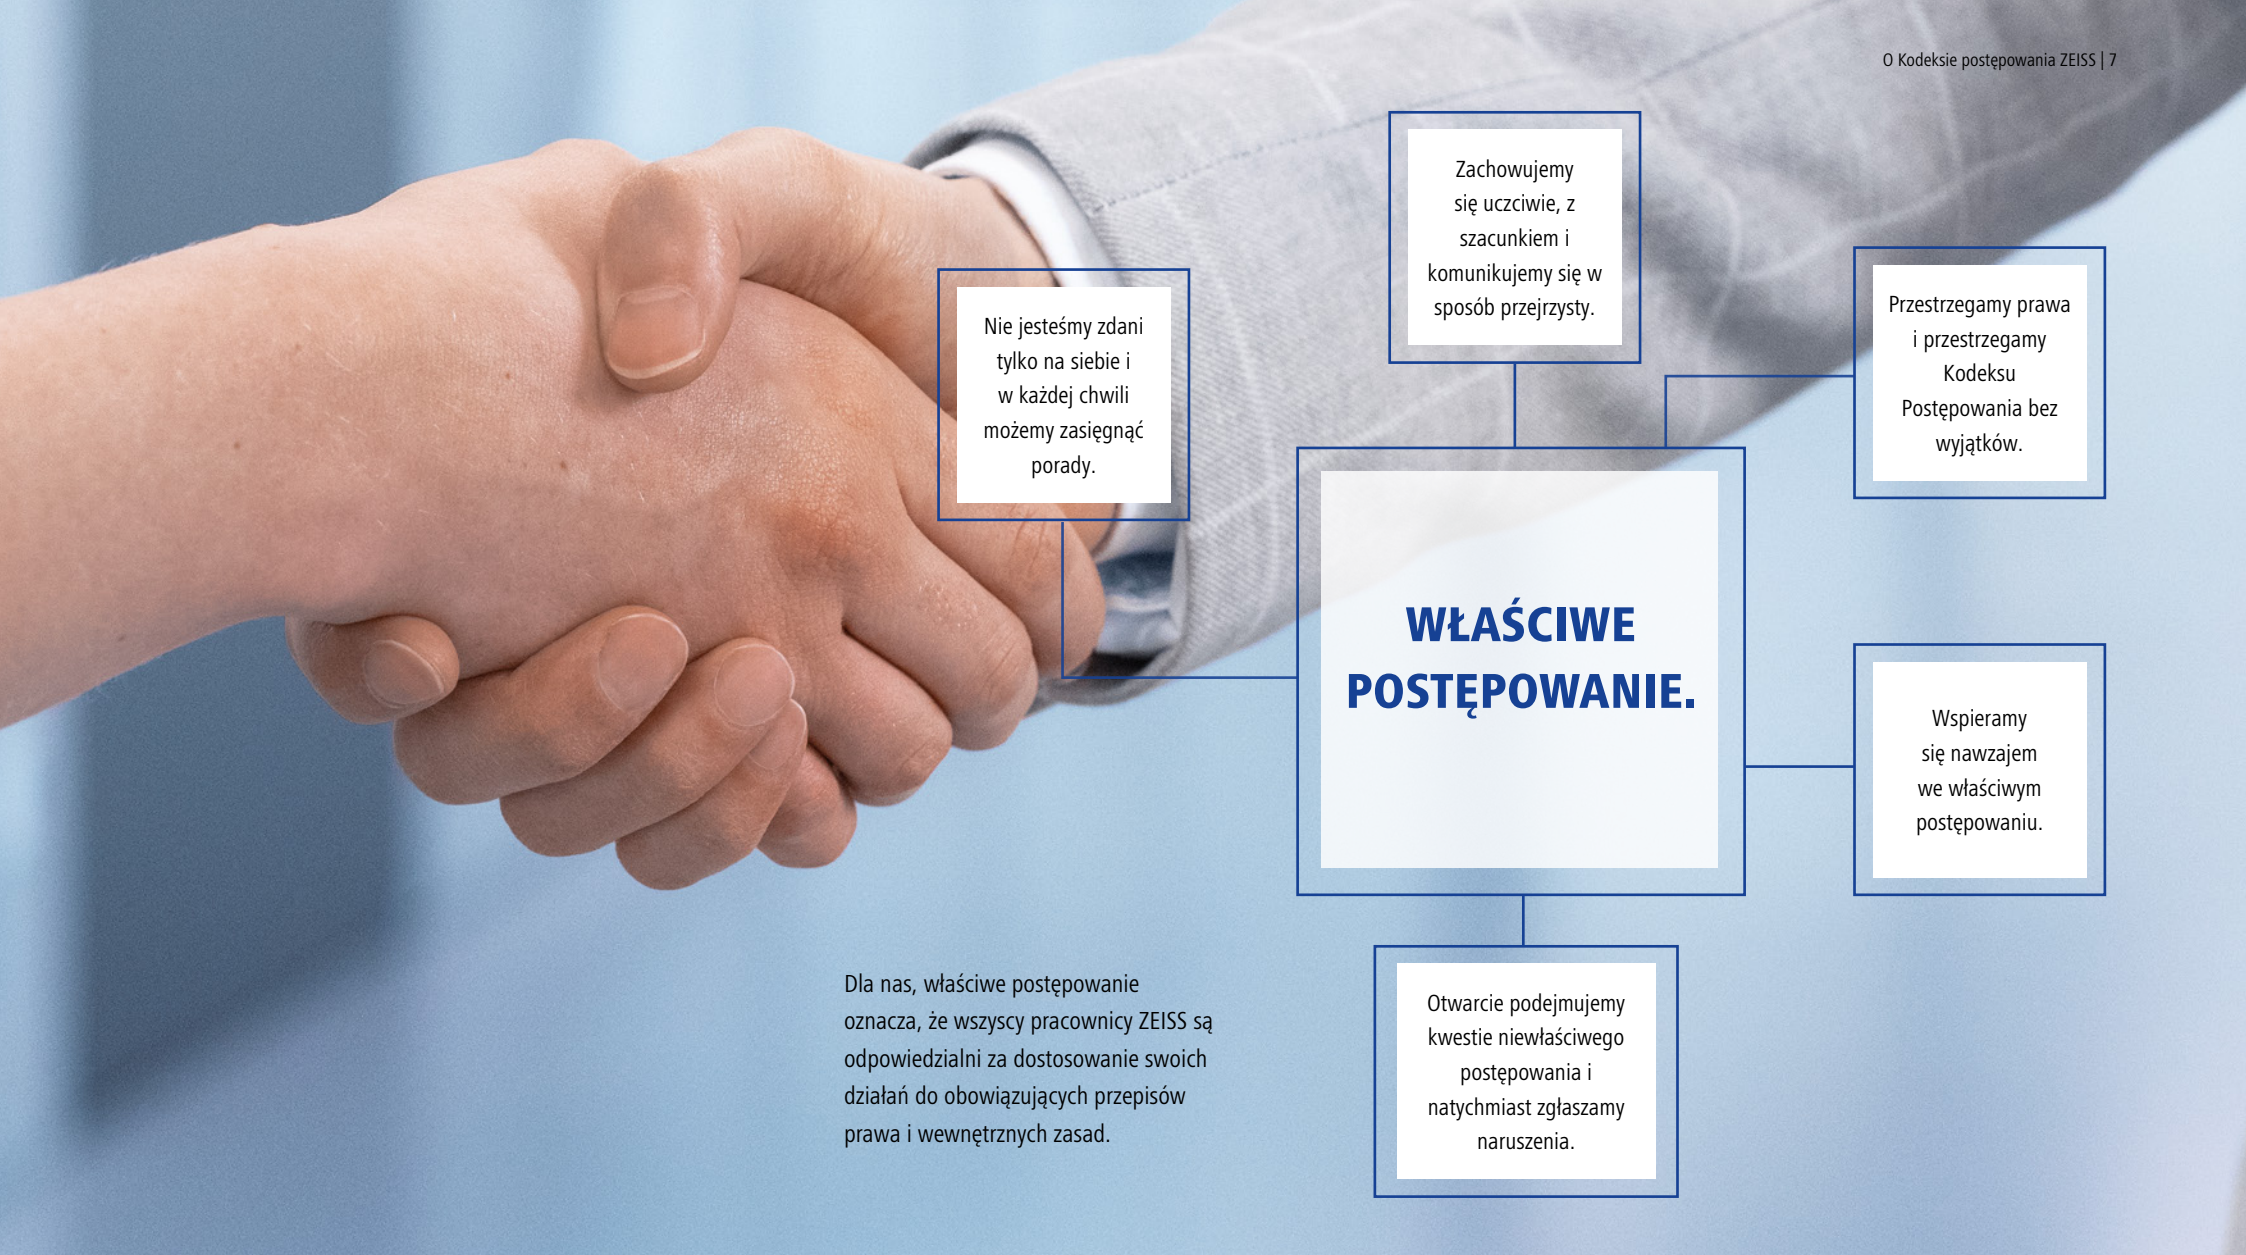 O Kodeksie postępowania ZEISS | 7
Zachowujemy
się uczciwie, z
szacunkiem i
komunikujemy się w
sposób przejrzysty.
Nie jesteśmy zdani
tylko na siebie i
w każdej chwili
możemy zasięgnąć
porady.
Przestrzegamy prawa
i przestrzegamy
Kodeksu
Postępowania bez
wyjątków.
WŁAŚCIWE
POSTĘPOWANIE.
Wspieramy
się nawzajem
we właściwym
postępowaniu.
Dla nas, właściwe postępowanie
oznacza, że wszyscy pracownicy ZEISS są
odpowiedzialni za dostosowanie swoich
działań do obowiązujących przepisów
prawa i wewnętrznych zasad.
Otwarcie podejmujemy
kwestie niewłaściwego
postępowania i
natychmiast zgłaszamy
naruszenia.